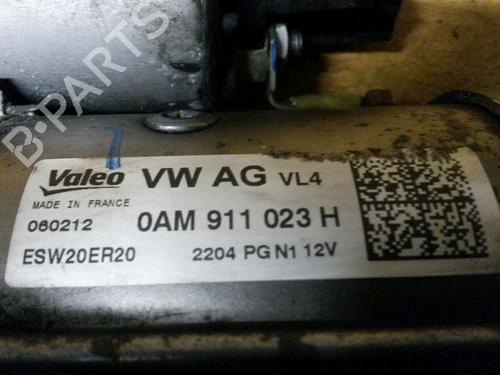 B-PARTS
Valeo VW AG VL4
MADE IN FRANCE
060212 0AM 911 023 H
ESW20ER20 2204 PG N1 12V